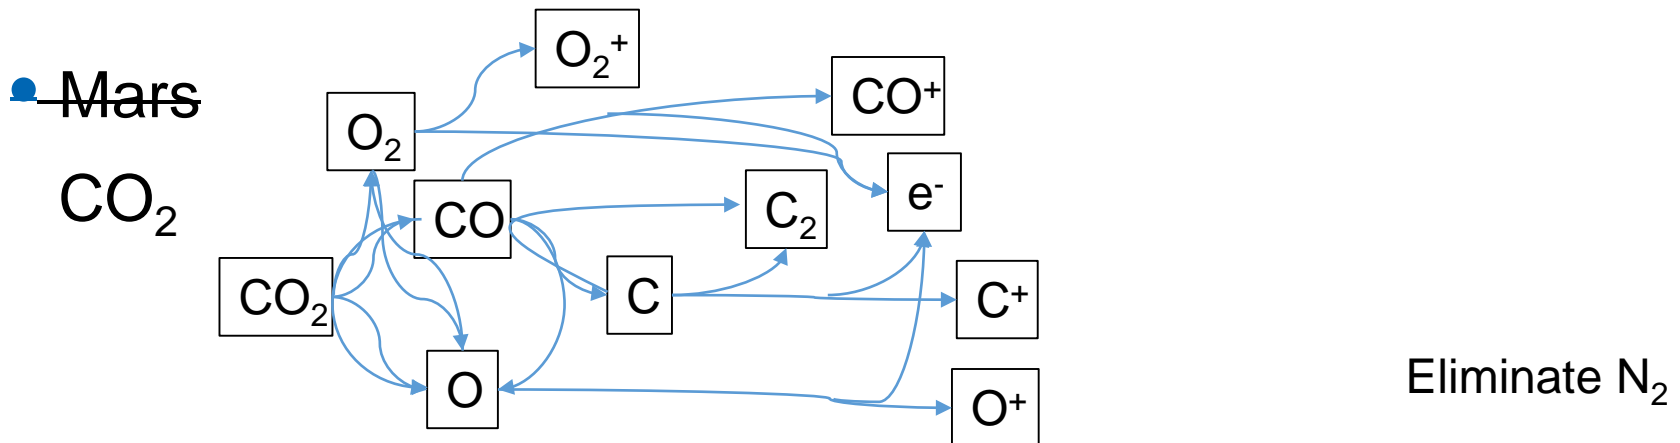 O₂⁺
• Mars
CO⁺
O₂
CO₂
CO
C₂
e⁻
CO₂
C
C⁺
O
O⁺
Eliminate N₂